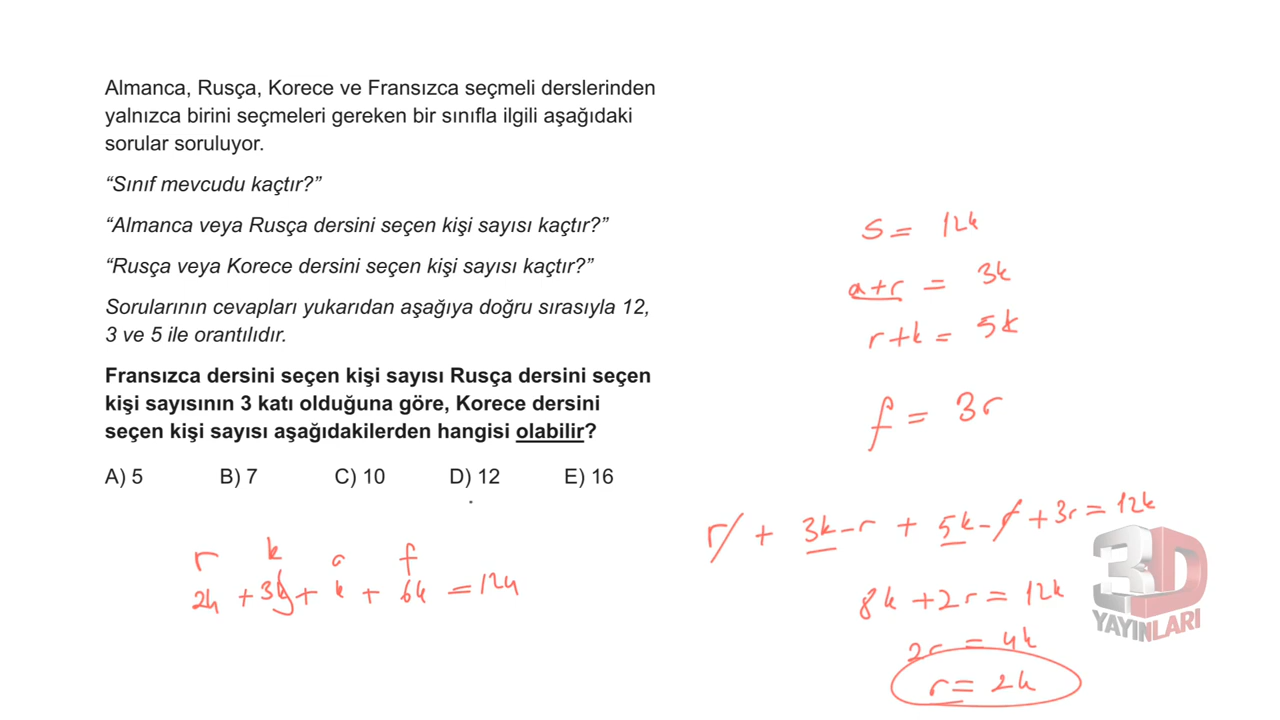 Almanca, Rusça, Korece ve Fransızca seçmeli derslerinden
yalnızca birini seçmeleri gereken bir sınıfla ilgili aşağıdaki
sorular soruluyor.
“Sınıf mevcudu kaçtır?”
“Almanca veya Rusça dersini seçen kişi sayısı kaçtır?”
“Rusça veya Korece dersini seçen kişi sayısı kaçtır?”
Sorularının cevapları yukarıdan aşağıya doğru sırasıyla 12,
3 ve 5 ile orantılıdır.
Fransızca dersini seçen kişi sayısı Rusça dersini seçen
kişi sayısının 3 katı olduğuna göre, Korece dersini
seçen kişi sayısı aşağıdakilerden hangisi olabilir?
A) 5 B) 7 C) 10 D) 12 E) 16
r k a f
2k + 3k + k + 6k = 12k
S = 12k
a+r = 3k
r+k = 5k
f = 3r
r + 3k-r + 5k-r + 3r = 12k
8k + 2r = 12k
2r = 4k
r = 2k
3D
YAYINLARI